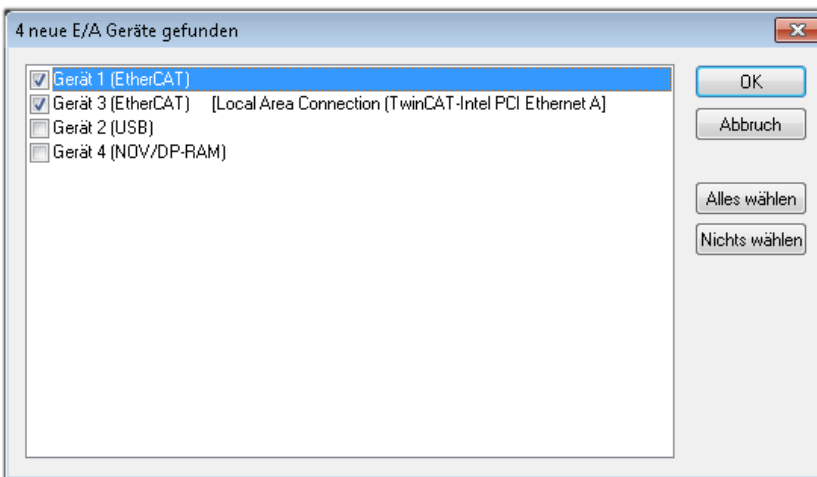 4 neue E/A Geräte gefunden
Gerät 1 (EtherCAT)
Gerät 3 (EtherCAT) [Local Area Connection (TwinCAT-Intel PCI Ethernet A]
Gerät 2 (USB)
Gerät 4 (NOV/DP-RAM)
OK
Abbruch
Alles wählen
Nichts wählen